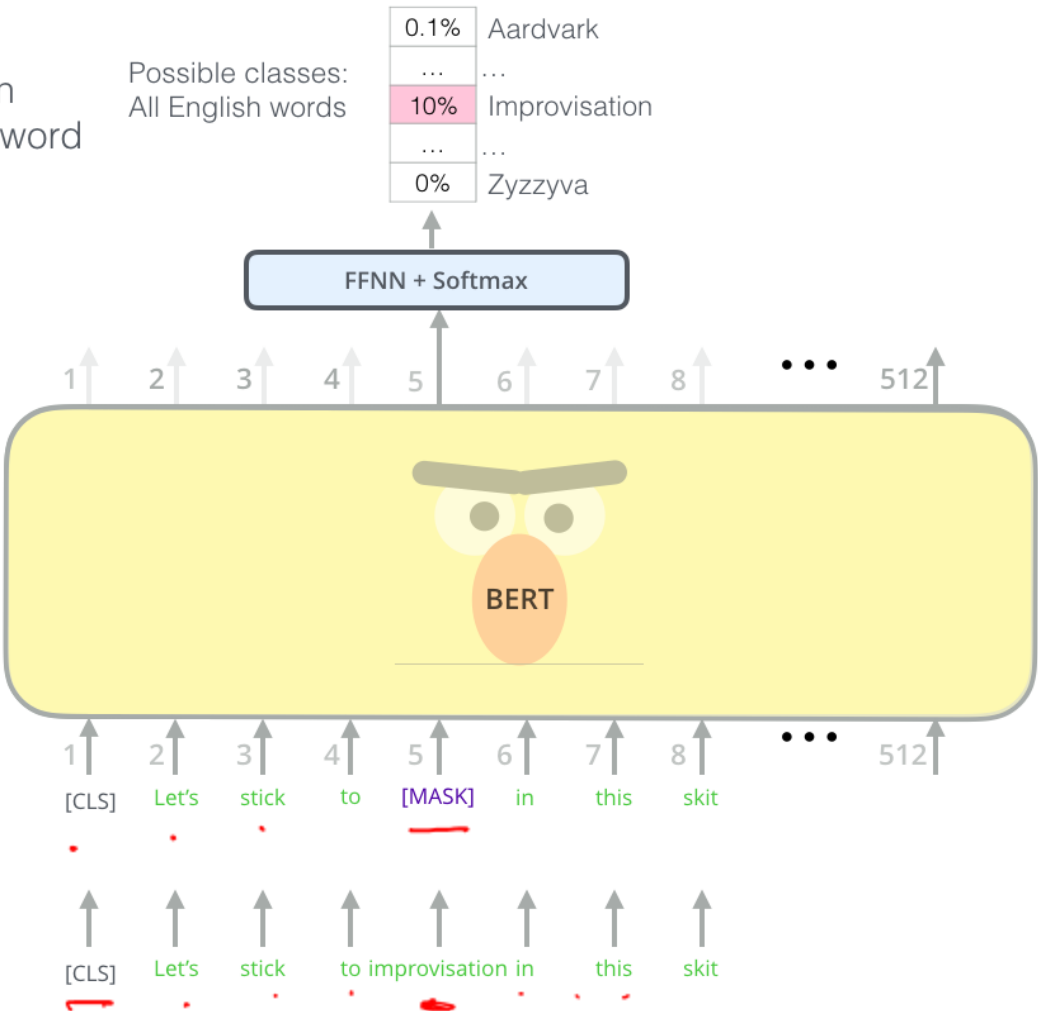 0.1% Aardvark
Possible classes: ... ...
n
All English words 10% Improvisation
word
... ...
0% Zyzzyva
FFNN + Softmax
1 2 3 4 5 6 7 8 ... 512
BERT
1 2 3 4 5 6 7 8 ... 512
[CLS] Let's stick to [MASK] in this skit
[CLS] Let's stick to improvisation in this skit